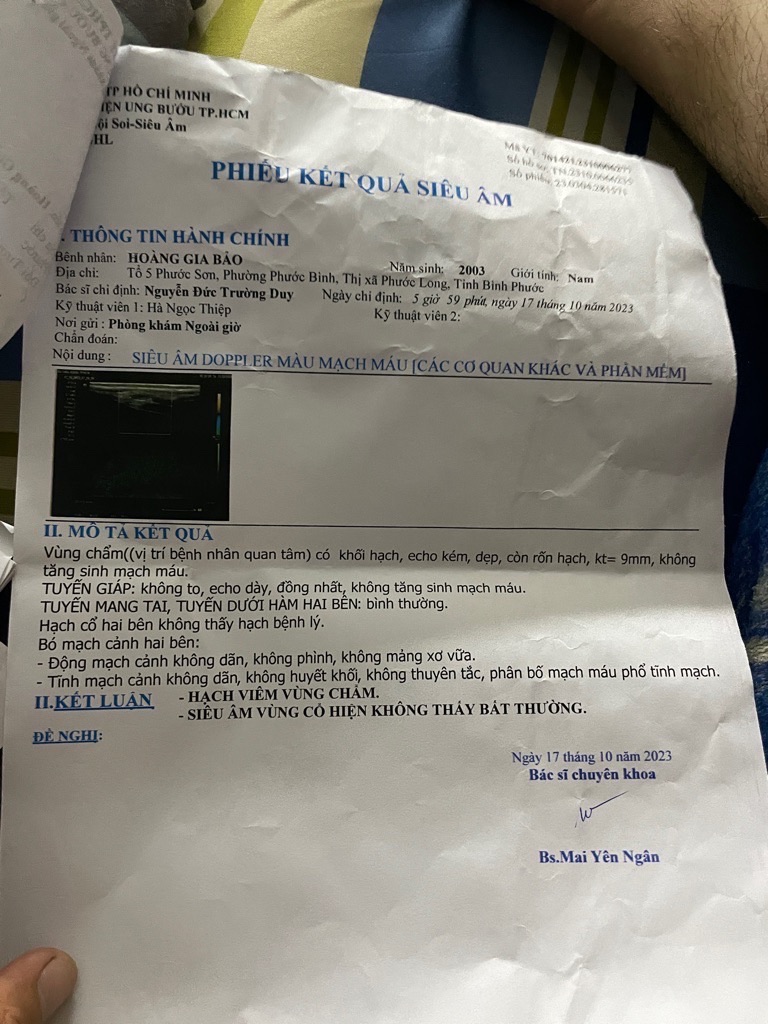 TP HỒ CHÍ MINH
IỆN UNG BƯỚU TP.HCM
ội Soi-Siêu Âm
HL
Mã Y T:
Số hồ sơ:
Số phiếu:
PHIẾU KẾT QUẢ SIÊU ÂM
. THÔNG TIN HÀNH CHÍNH
Bệnh nhân: HOÀNG GIA BẢO Năm sinh: 2003 Giới tính: Nam
Địa chỉ: Tổ 5 Phước Sơn, Phường Phước Bình, Thị xã Phước Long, Tỉnh Bình Phước
Bác sĩ chỉ định: Nguyễn Đức Trường Duy Ngày chỉ định: 5 giờ 59 phút, ngày 17 tháng 10 năm 2023
Kỹ thuật viên 1: Hà Ngọc Thiệp Kỹ thuật viên 2:
Nơi gửi : Phòng khám Ngoài giờ
Chẩn đoán:
Nội dung : SIÊU ÂM DOPPLER MÀU MẠCH MÁU [CÁC CƠ QUAN KHÁC VÀ PHẦN MỀM]
II. MÔ TẢ KẾT QUẢ
Vùng chẩm((vị trí bệnh nhân quan tâm) có khối hạch, echo kém, dẹp, còn rốn hạch, kt= 9mm, không
tăng sinh mạch máu.
TUYẾN GIÁP: không to, echo dày, đồng nhất, không tăng sinh mạch máu.
TUYẾN MANG TAI, TUYẾN DƯỚI HÀM HAI BÊN: bình thường.
Hạch cổ hai bên không thấy hạch bệnh lý.
Bó mạch cảnh hai bên:
- Động mạch cảnh không dãn, không phình, không mảng xơ vữa.
- Tĩnh mạch cảnh không dãn, không huyết khối, không thuyên tắc, phân bố mạch máu phổ tĩnh mạch.
II.KẾT LUẬN - HẠCH VIÊM VÙNG CHẨM.
- SIÊU ÂM VÙNG CỔ HIỆN KHÔNG THẤY BẤT THƯỜNG.
ĐỀ NGHỊ:
Ngày 17 tháng 10 năm 2023
Bác sĩ chuyên khoa
Bs.Mai Yên Ngân